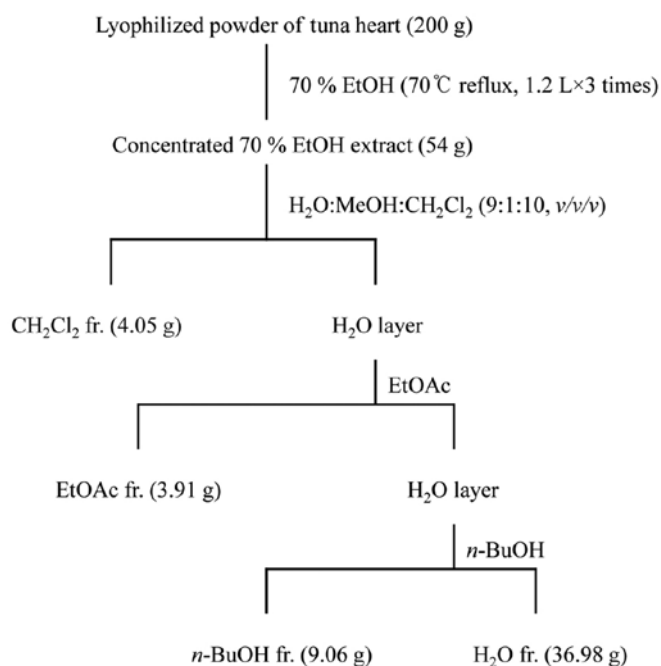 Lyophilized powder of tuna heart (200 g)
70 % EtOH (70℃ reflux, 1.2 L×3 times)
Concentrated 70 % EtOH extract (54 g)
H₂O:MeOH:CH₂Cl₂ (9:1:10, v/v/v)
CH₂Cl₂ fr. (4.05 g)
H₂O layer
EtOAc
EtOAc fr. (3.91 g)
H₂O layer
n-BuOH
n-BuOH fr. (9.06 g)
H₂O fr. (36.98 g)